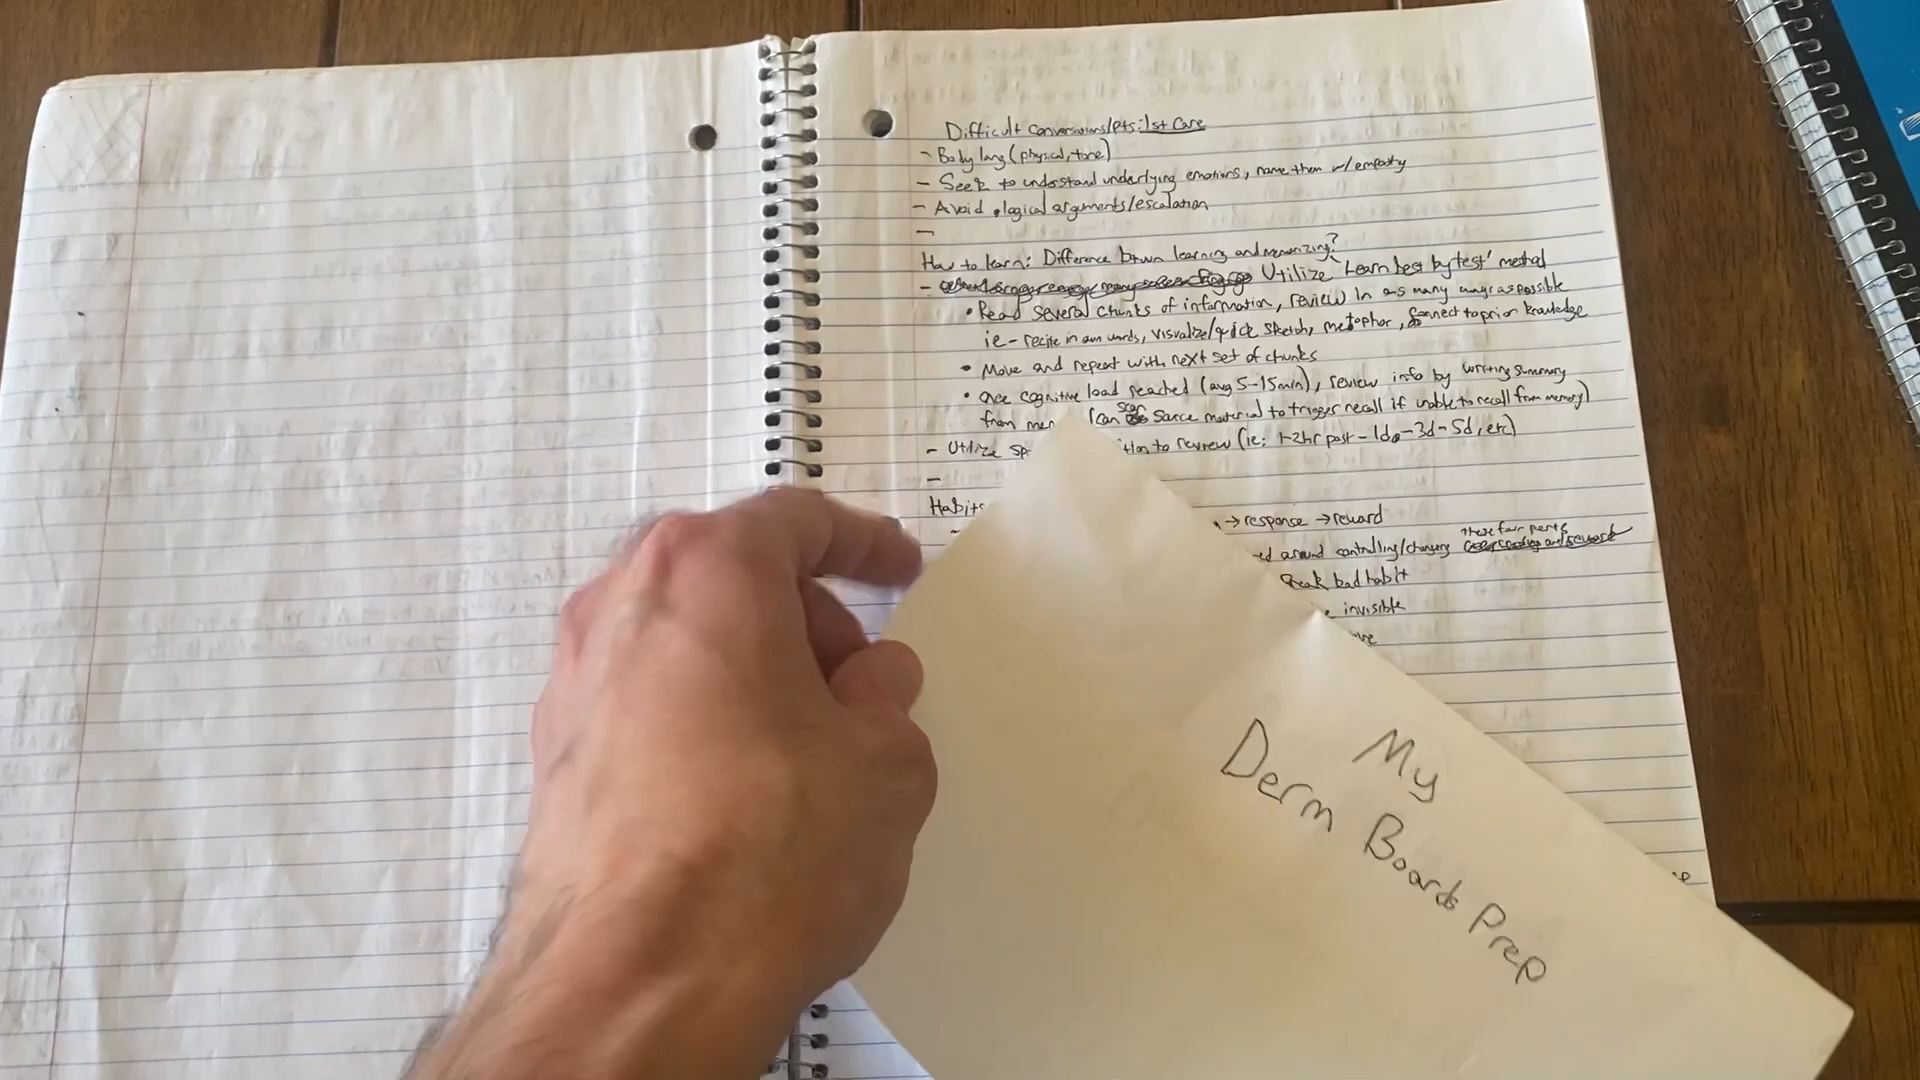 Difficult conversations/pts: 1st Care
- Body lang (physical, tone)
- Seek to understand underlying emotions, name them w/ empathy
- Avoid logical arguments/escalation
-
How to learn: Difference btwn learning and memorizing?
- Utilize 'Learn best by test' method
• Read several chunks of information, review in as many ways as possible
ie - recite in own words, visualize/quick sketch, metaphor, connect to prior knowledge
• Move and repeat with next set of chunks
• Once cognitive load reached (avg 5-15min), review info by writing summary
from mem (can scan source material to trigger recall if unable to recall from memory)
- Utilize Sp tion to review (ie: 1-2hr post - 1d - 3d - 5d, etc)
-
Habits
→ response → reward
ed around controlling/changing these four parts
Break bad habit
invisible
My
Derm Boards Prep